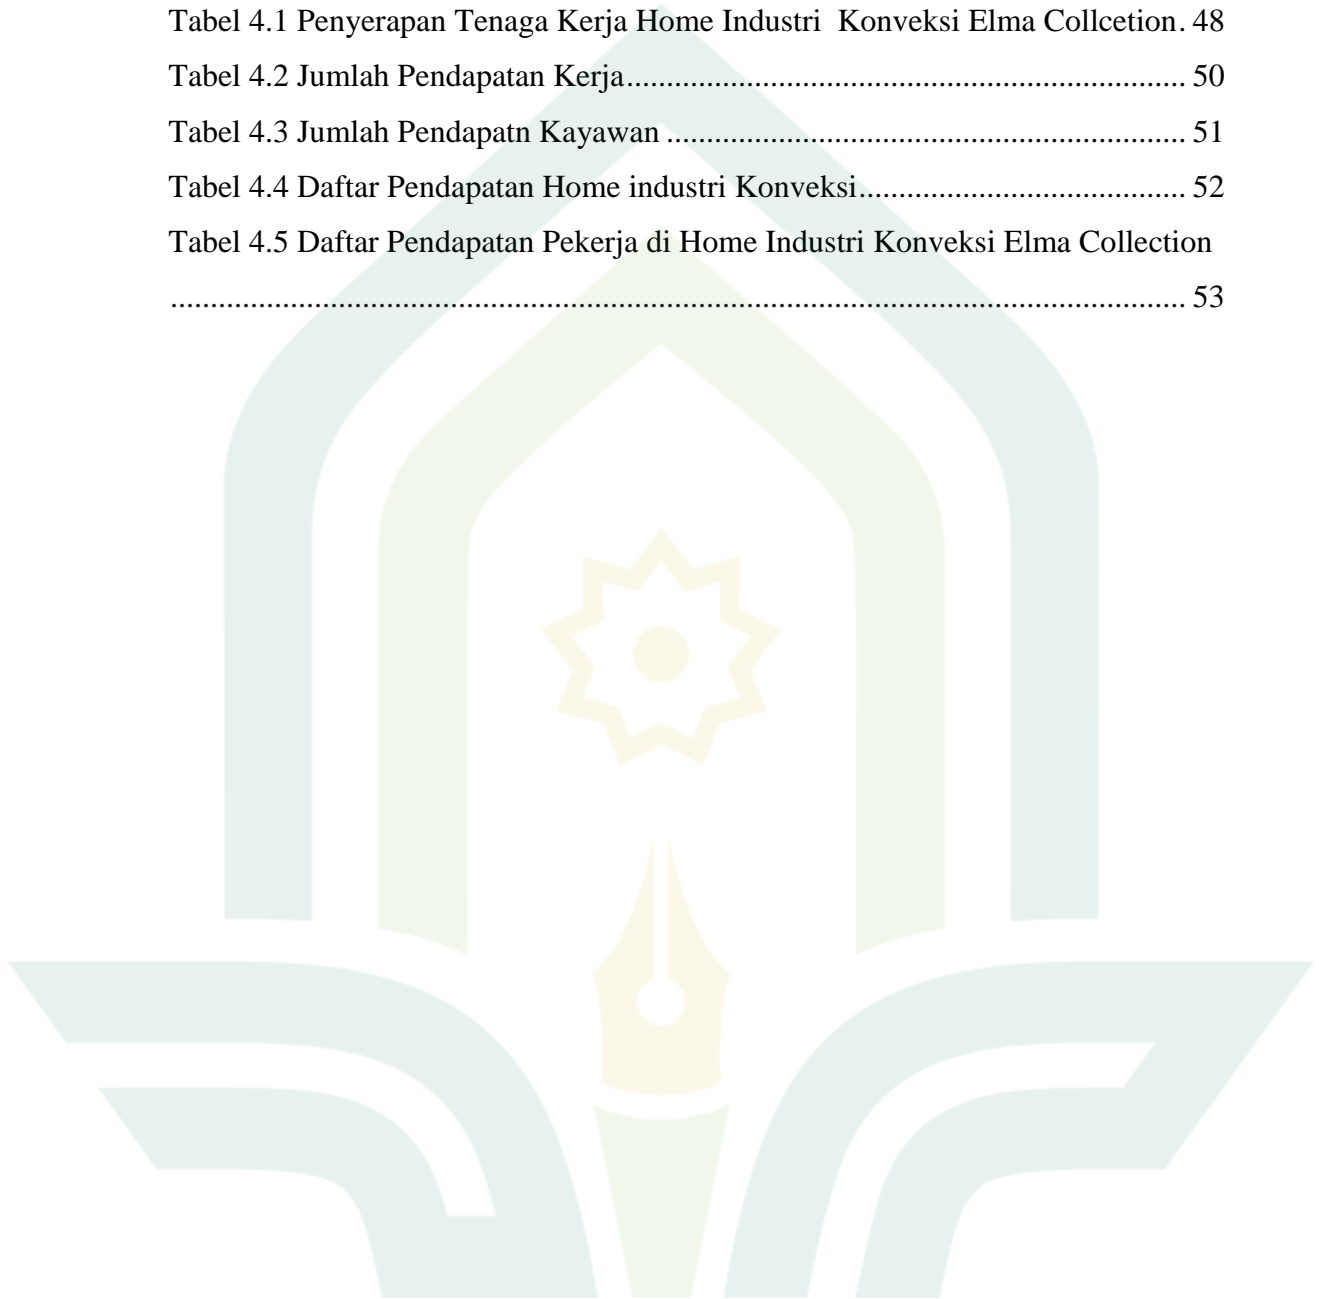 Tabel 4.1 Penyerapan Tenaga Kerja Home Industri  Konveksi Elma Collcetion. 48
Tabel 4.2 Jumlah Pendapatan Kerja...................................................................... 50
Tabel 4.3 Jumlah Pendapatn Kayawan ................................................................. 51
Tabel 4.4 Daftar Pendapatan Home industri Konveksi......................................... 52
Tabel 4.5 Daftar Pendapatan Pekerja di Home Industri Konveksi Elma Collection
............................................................................................................................... 53